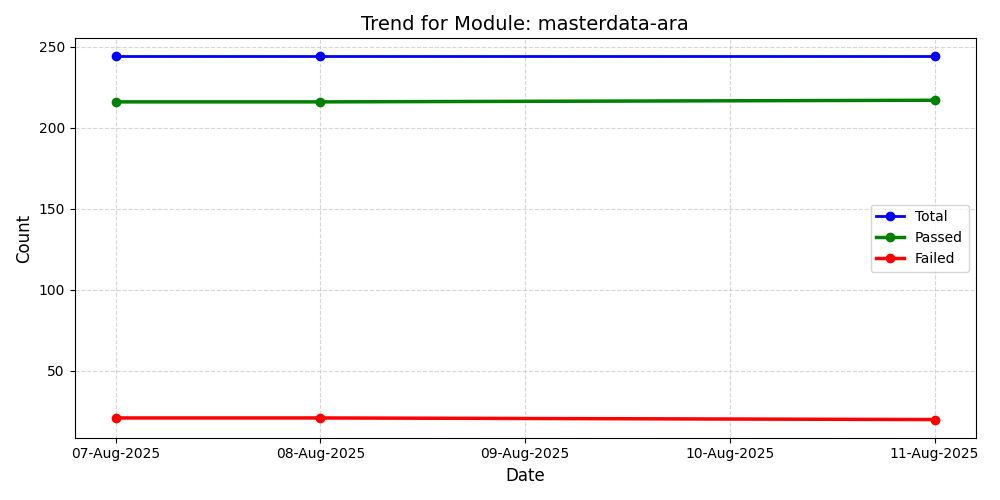 Trend for Module: masterdata-ara
250
200
150
100
50
Count
Total
Passed
Failed
07-Aug-2025
08-Aug-2025
09-Aug-2025
10-Aug-2025
11-Aug-2025
Date